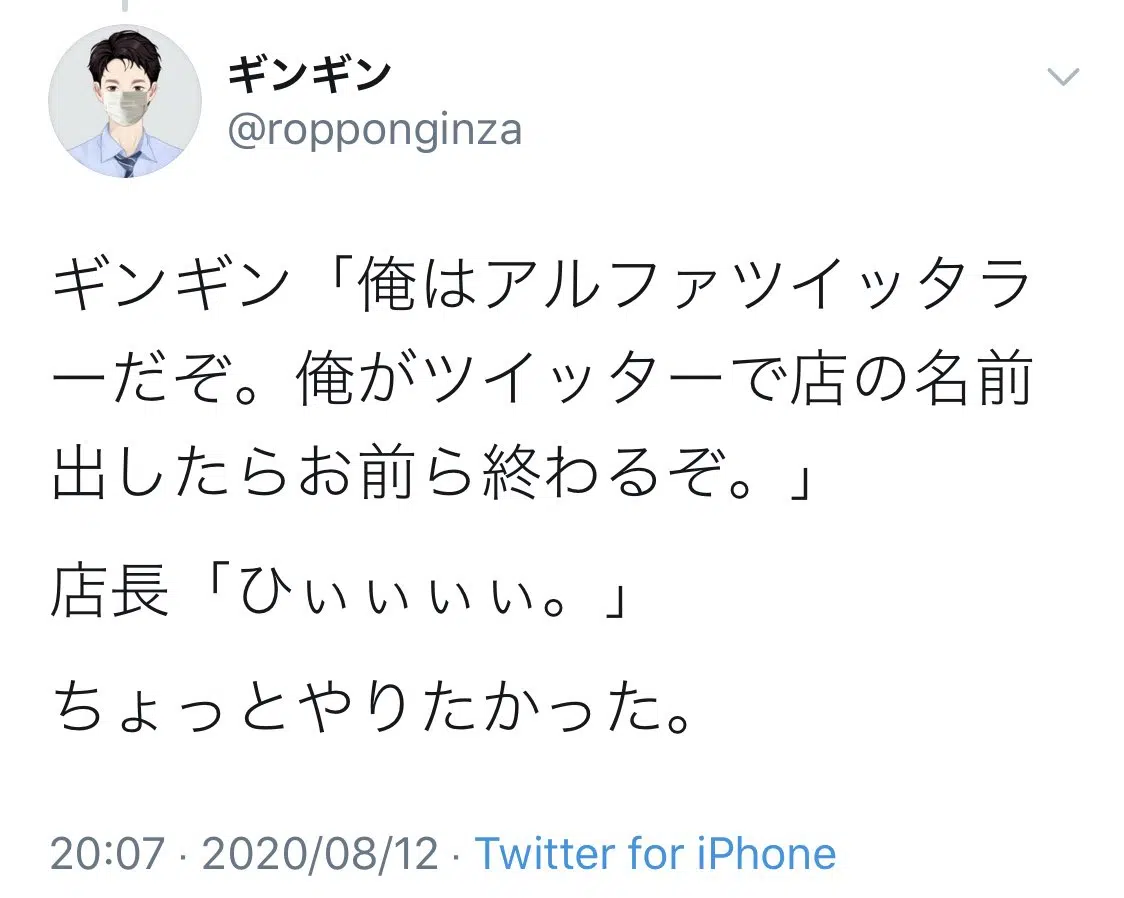 ギンギン
@ropponginza
ギンギン「俺はアルファツイッタラ
ーだぞ。俺がツイッターで店の名前
出したらお前ら終わるぞ。」
店長「ひぃぃぃぃ。」
ちょっとやりたかった。
20:07 · 2020/08/12 · Twitter for iPhone